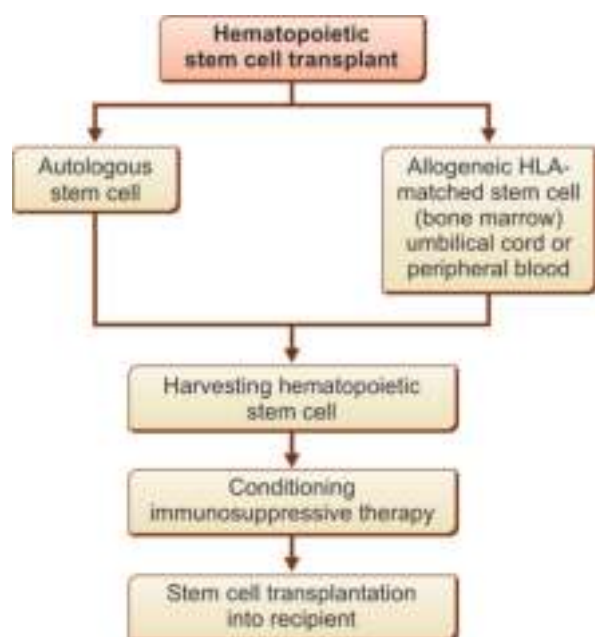 Hematopoietic
stem cell transplant
Autologous
stem cell
Allogeneic HLA-
matched stem cell
(bone marrow)
umbilical cord or
peripheral blood
Harvesting hematopoietic
stem cell
Conditioning
immunosuppressive therapy
Stem cell transplantation
into recipient